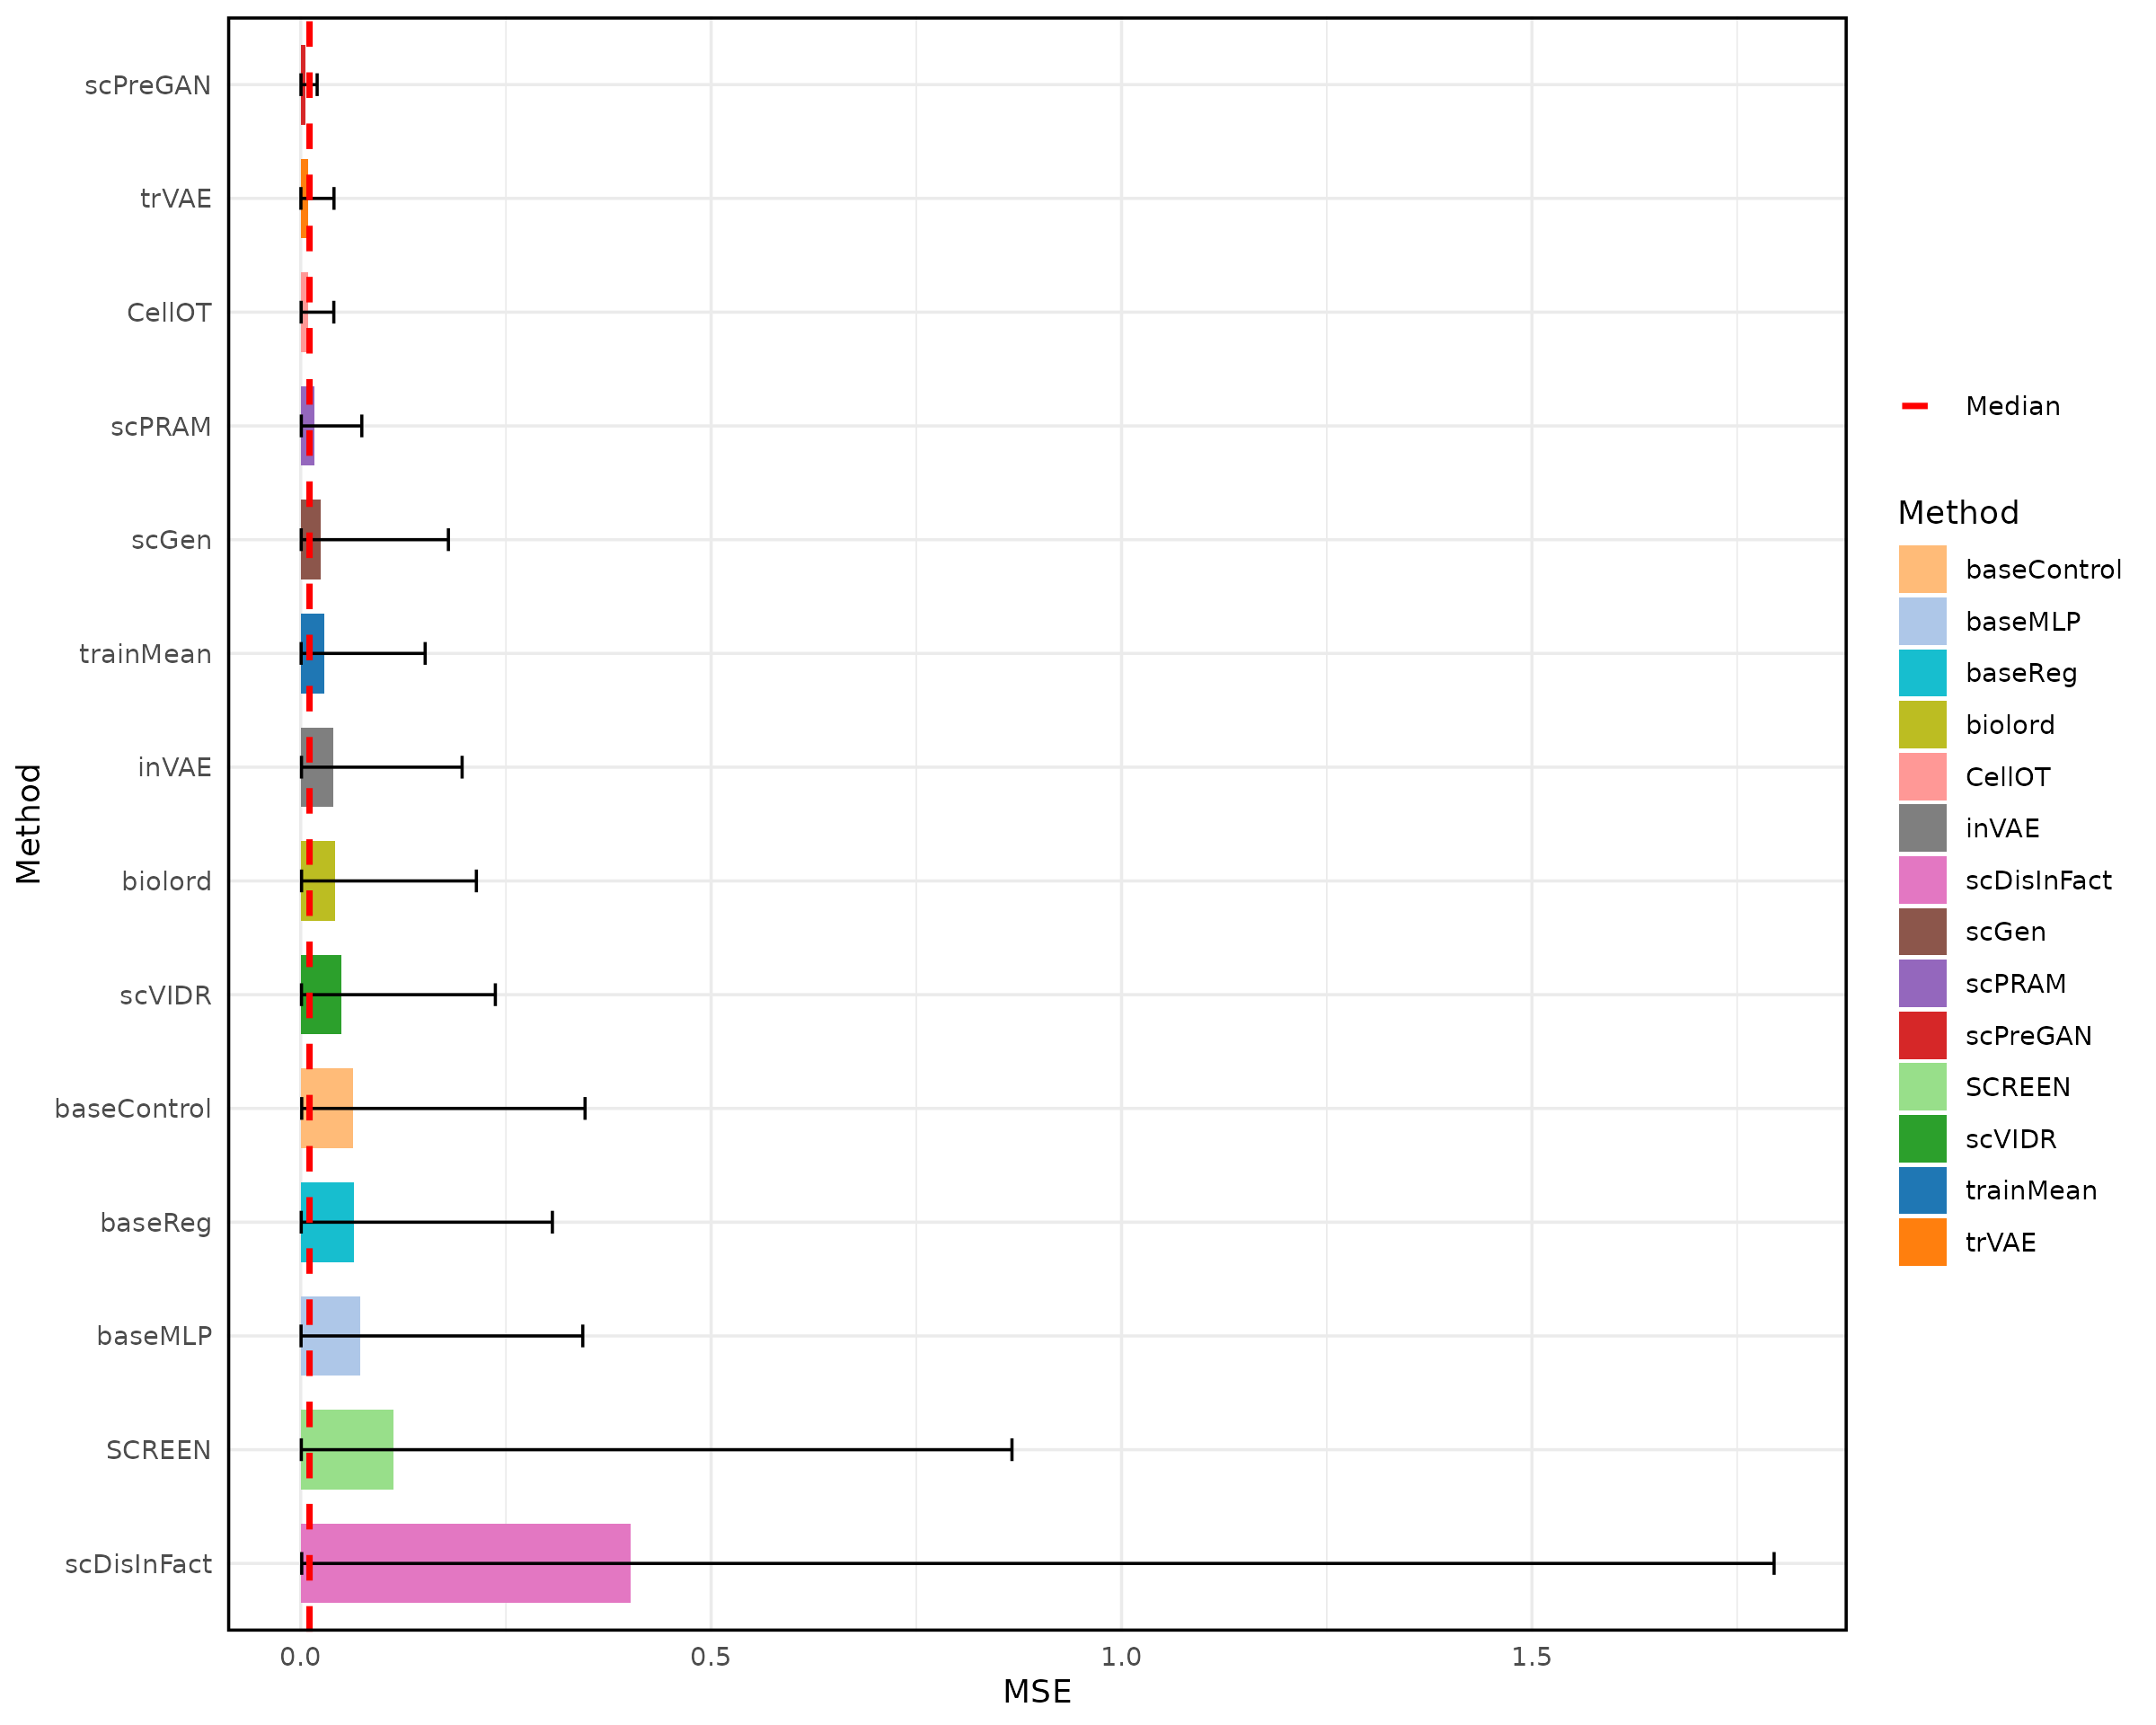 scPreGAN
trVAE
CellOT
scPRAM
scGen
trainMean
inVAE
biolord
scVIDR
baseControl
baseReg
baseMLP
SCREEN
scDisInFact
Method
0.0 0.5 1.0 1.5
MSE
Median
Method
baseControl
baseMLP
baseReg
biolord
CellOT
inVAE
scDisInFact
scGen
scPRAM
scPreGAN
SCREEN
scVIDR
trainMean
trVAE